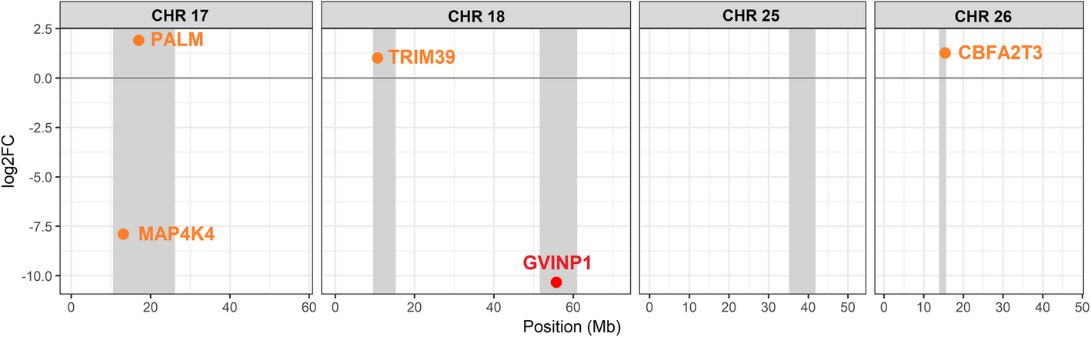 CHR 17
CHR 18
CHR 25
CHR 26
log2FC
2.5
0.0
-2.5
-5.0
-7.5
-10.0
PALM
MAP4K4
TRIM39
GVINP1
CBFA2T3
0 20 40 60
0 20 40 60
0 10 20 30 40 50
0 10 20 30 40 50
Position (Mb)